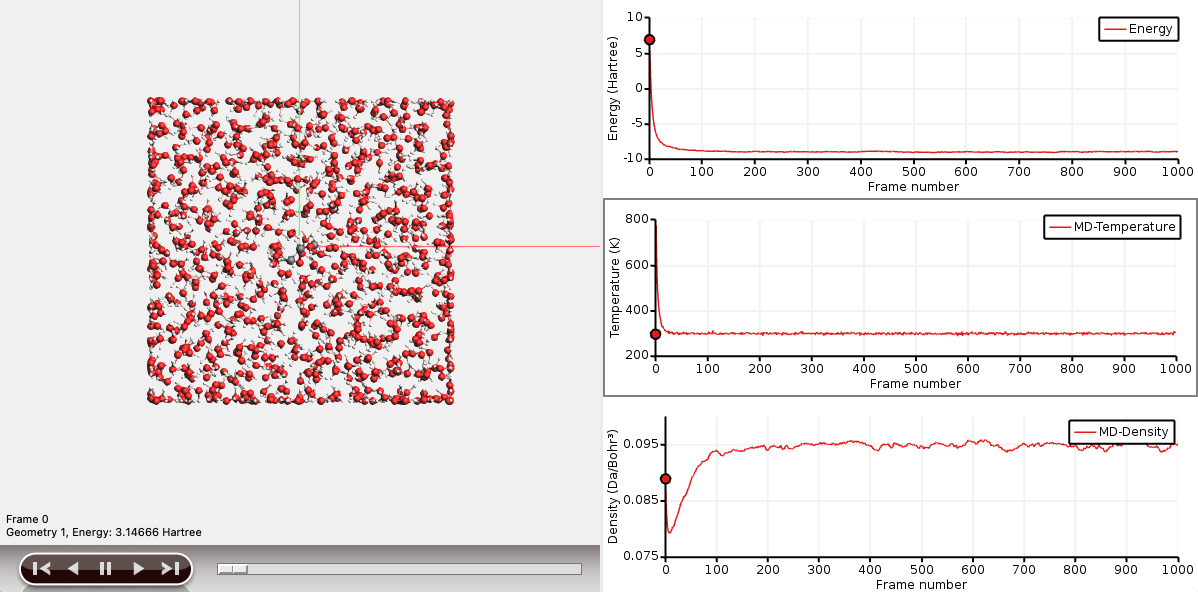 Frame 0
Geometry 1, Energy: 3.14666 Hartree
10
5
0
-5
-10
Energy (Hartree)
Energy
0 100 200 300 400 500 600 700 800 900 1000
Frame number
800
600
400
200
Temperature (K)
MD-Temperature
0 100 200 300 400 500 600 700 800 900 1000
Frame number
0.095
0.085
0.075
Density (Da/Bohr³)
MD-Density
0 100 200 300 400 500 600 700 800 900 1000
Frame number